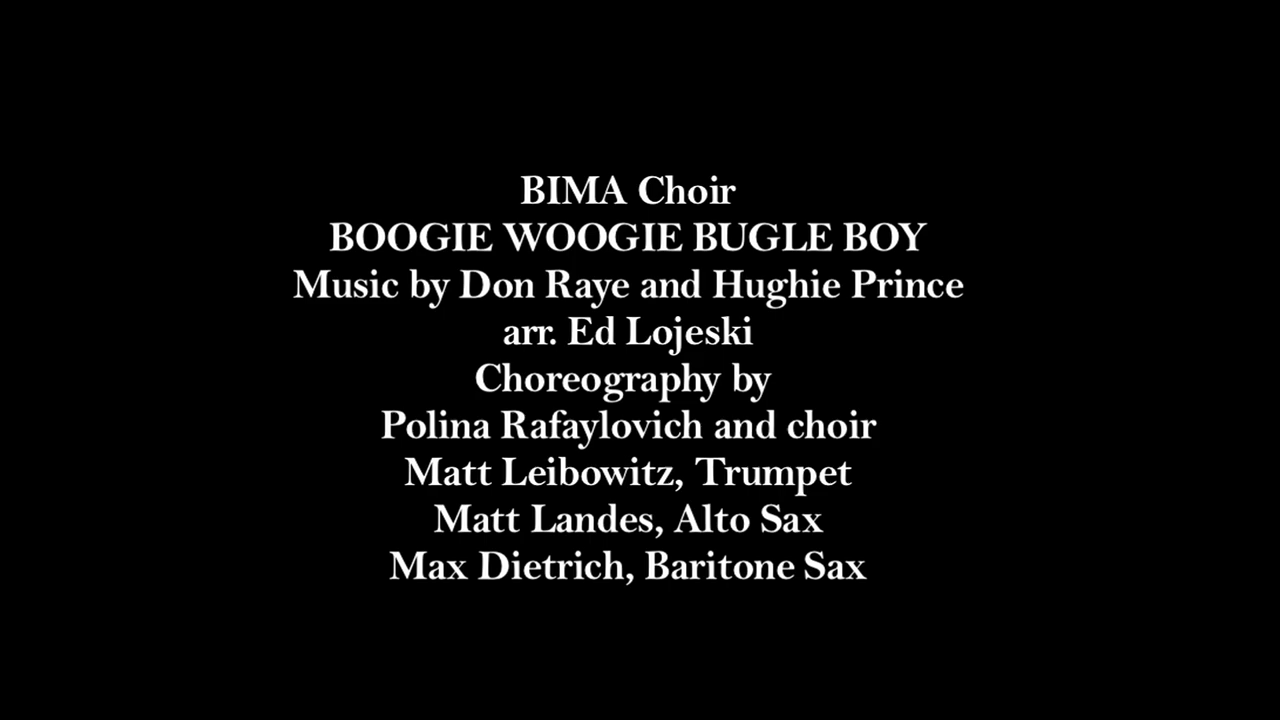 BIMA Choir
BOOGIE WOOGIE BUGLE BOY
Music by Don Raye and Hughie Prince
arr. Ed Lojeski
Choreography by
Polina Rafaylovich and choir
Matt Leibowitz, Trumpet
Matt Landes, Alto Sax
Max Dietrich, Baritone Sax